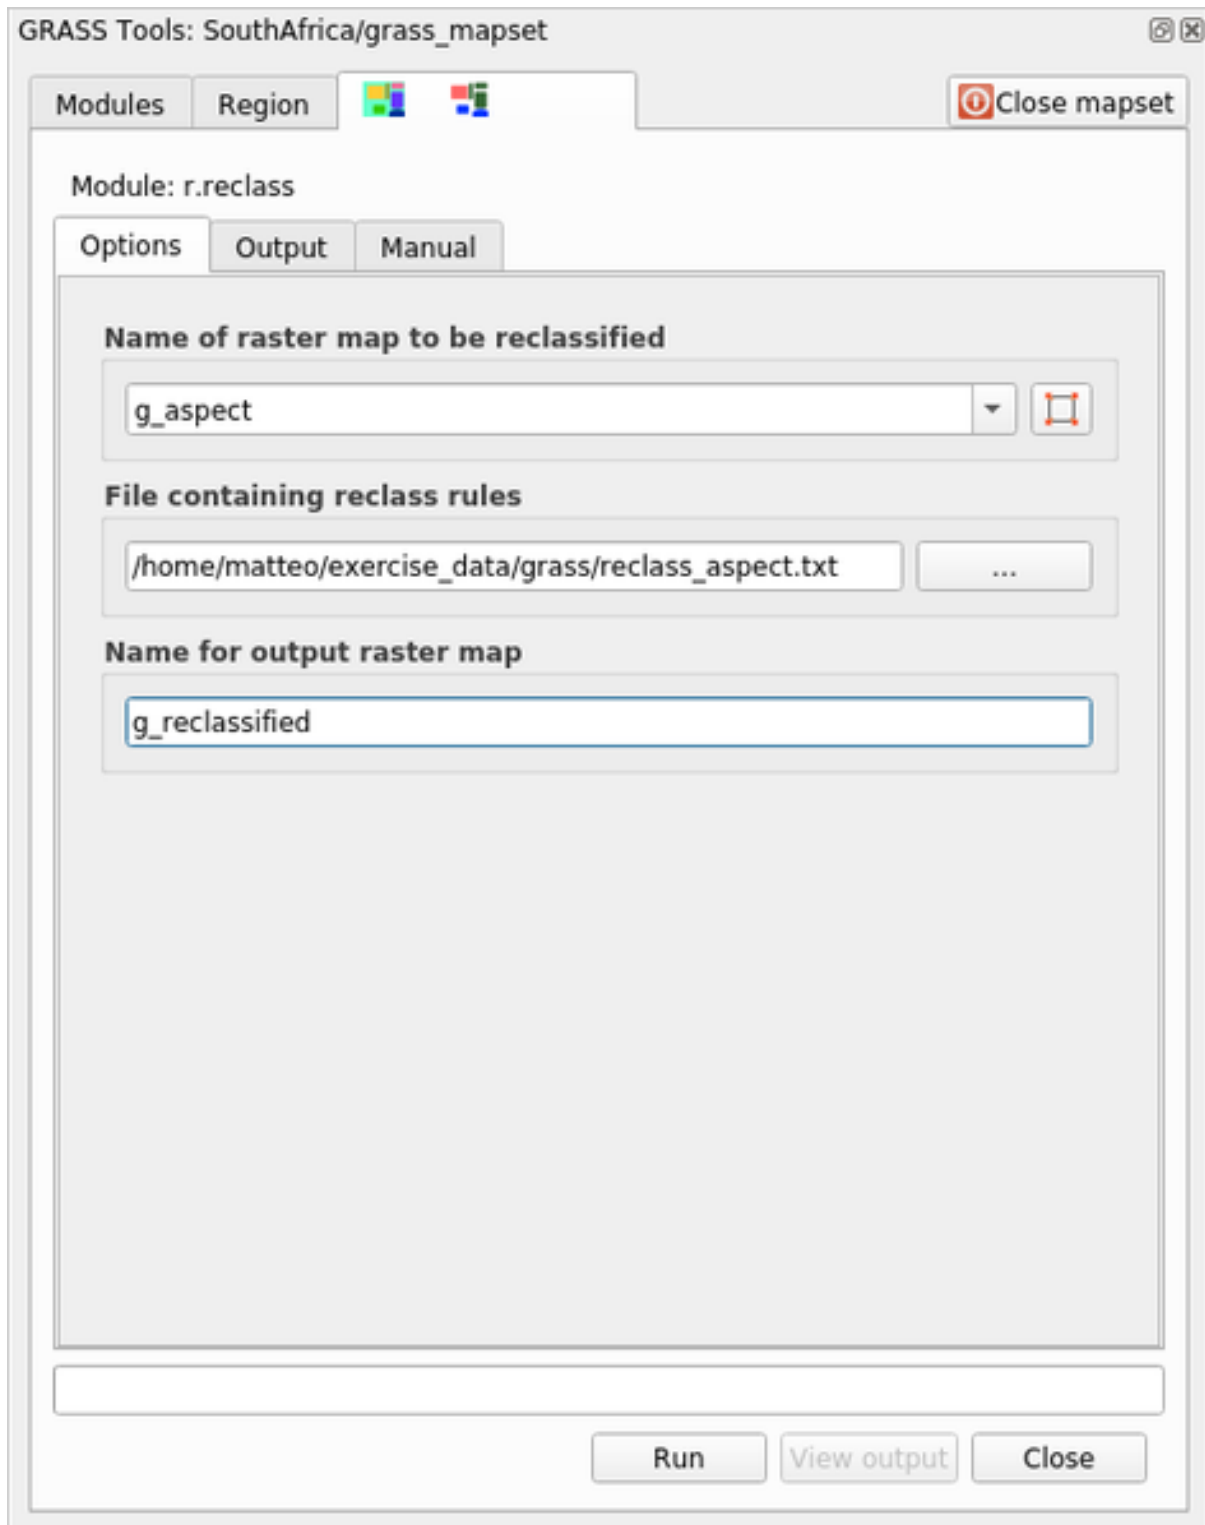 GRASS Tools: SouthAfrica/grass_mapset
Modules Region Close mapset
Module: r.reclass
Options Output Manual
Name of raster map to be reclassified
g_aspect
File containing reclass rules
/home/matteo/exercise_data/grass/reclass_aspect.txt ...
Name for output raster map
g_reclassified
Run View output Close